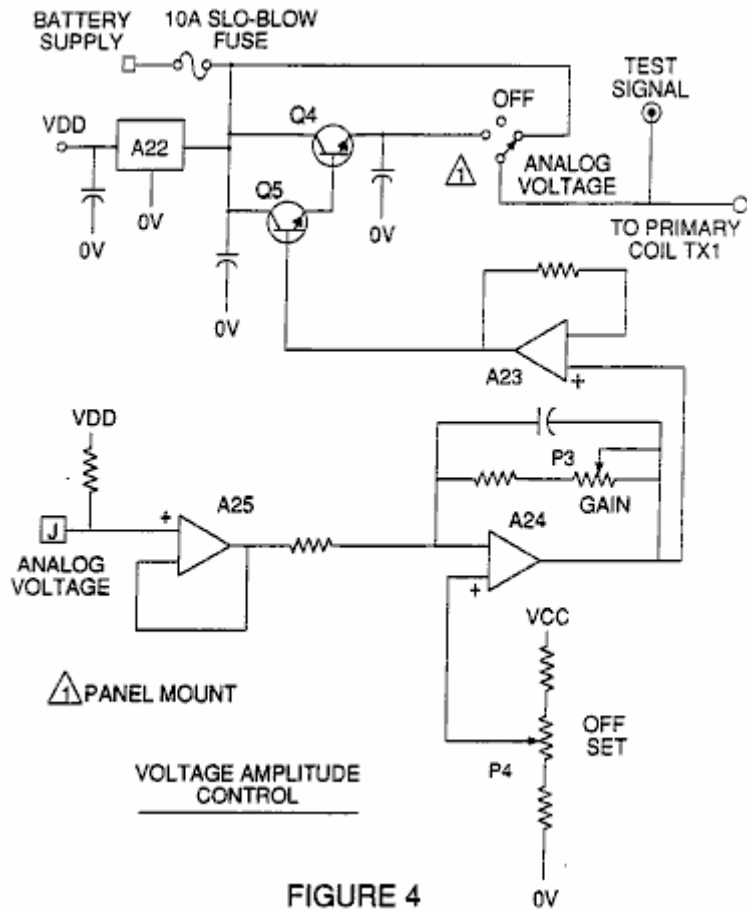 BATTERY
SUPPLY
10A SLO-BLOW
FUSE
TEST
SIGNAL
OFF
VDD
A22
Q4
1
ANALOG
VOLTAGE
Q5
0V
0V
0V
TO PRIMARY
COIL TX1
0V
A23
+
VDD
P3
GAIN
A25
A24
+
J
ANALOG
VOLTAGE
+
VCC
1 PANEL MOUNT
OFF
SET
P4
VOLTAGE AMPLITUDE
CONTROL
0V
FIGURE 4